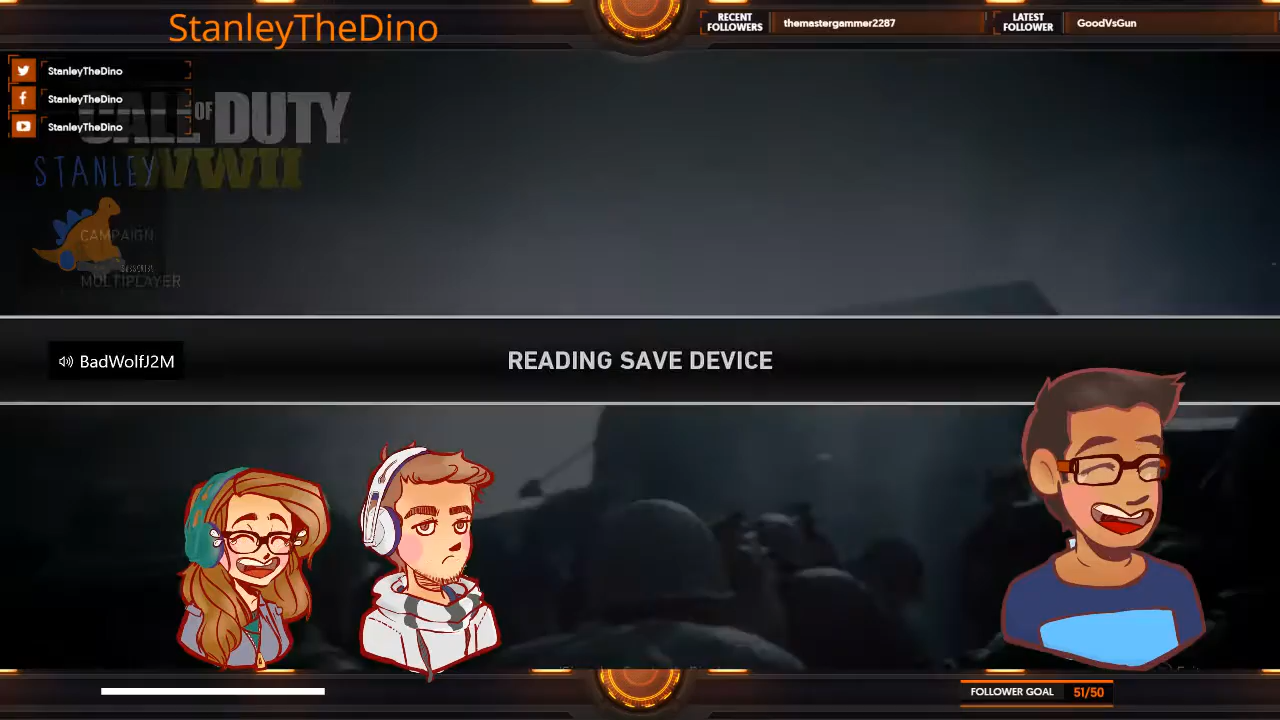 StanleyTheDino
RECENT FOLLOWERS
themastergammer2287
LATEST FOLLOWER
GoodVsGun
StanleyTheDino
StanleyTheDino
StanleyTheDino
CALL OF DUTY
WWII
STANLEY
CAMPAIGN
MULTIPLAYER
BadWolfJ2M
READING SAVE DEVICE
FOLLOWER GOAL
51/50